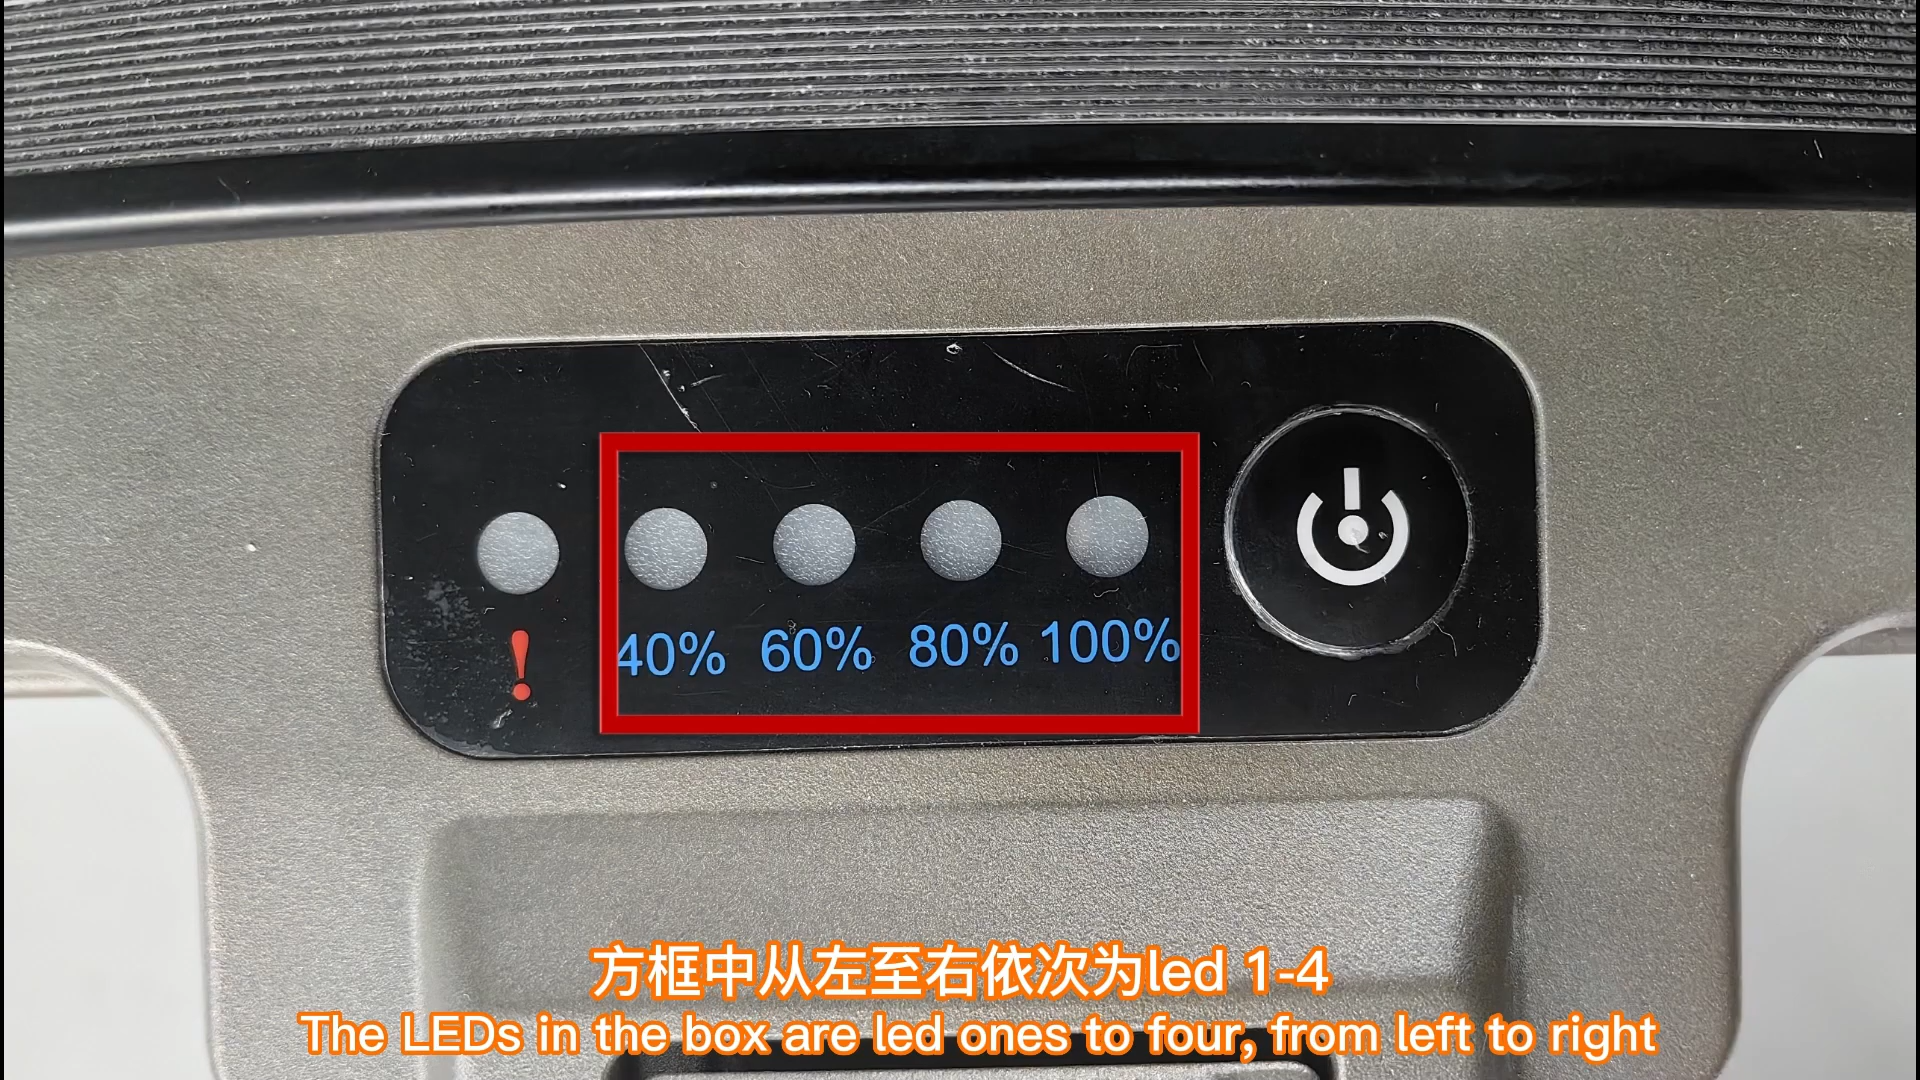 !
40% 60% 80% 100%
方框中从左至右依次为led 1-4
The LEDs in the box are led ones to four, from left to right